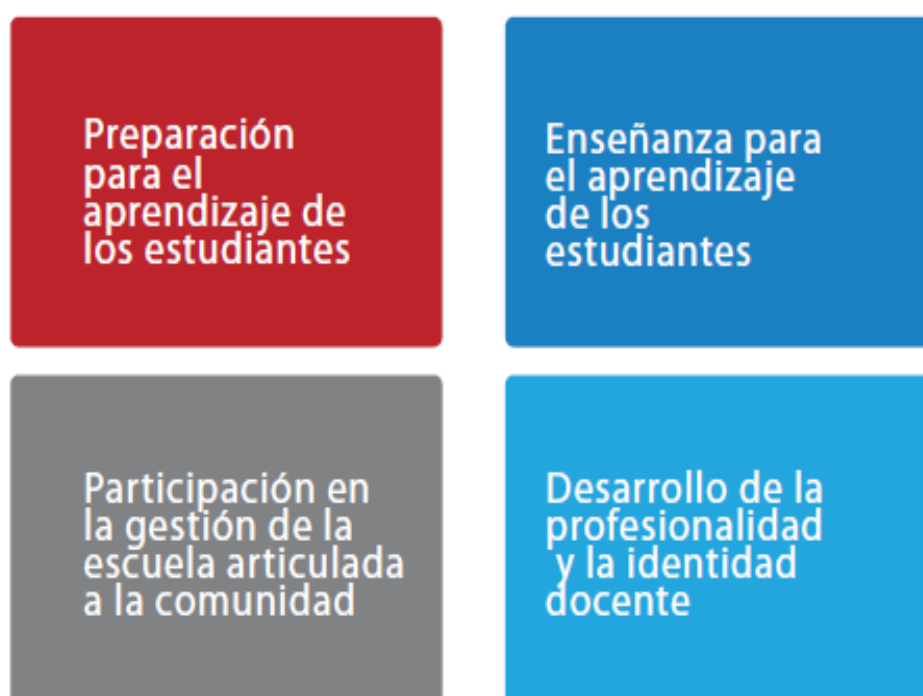 Preparación
para el
aprendizaje de
los estudiantes
Enseñanza para
el aprendizaje
de los
estudiantes
Participación en
la gestión de la
escuela articulada
a la comunidad
Desarrollo de la
profesionalidad
y la identidad
docente